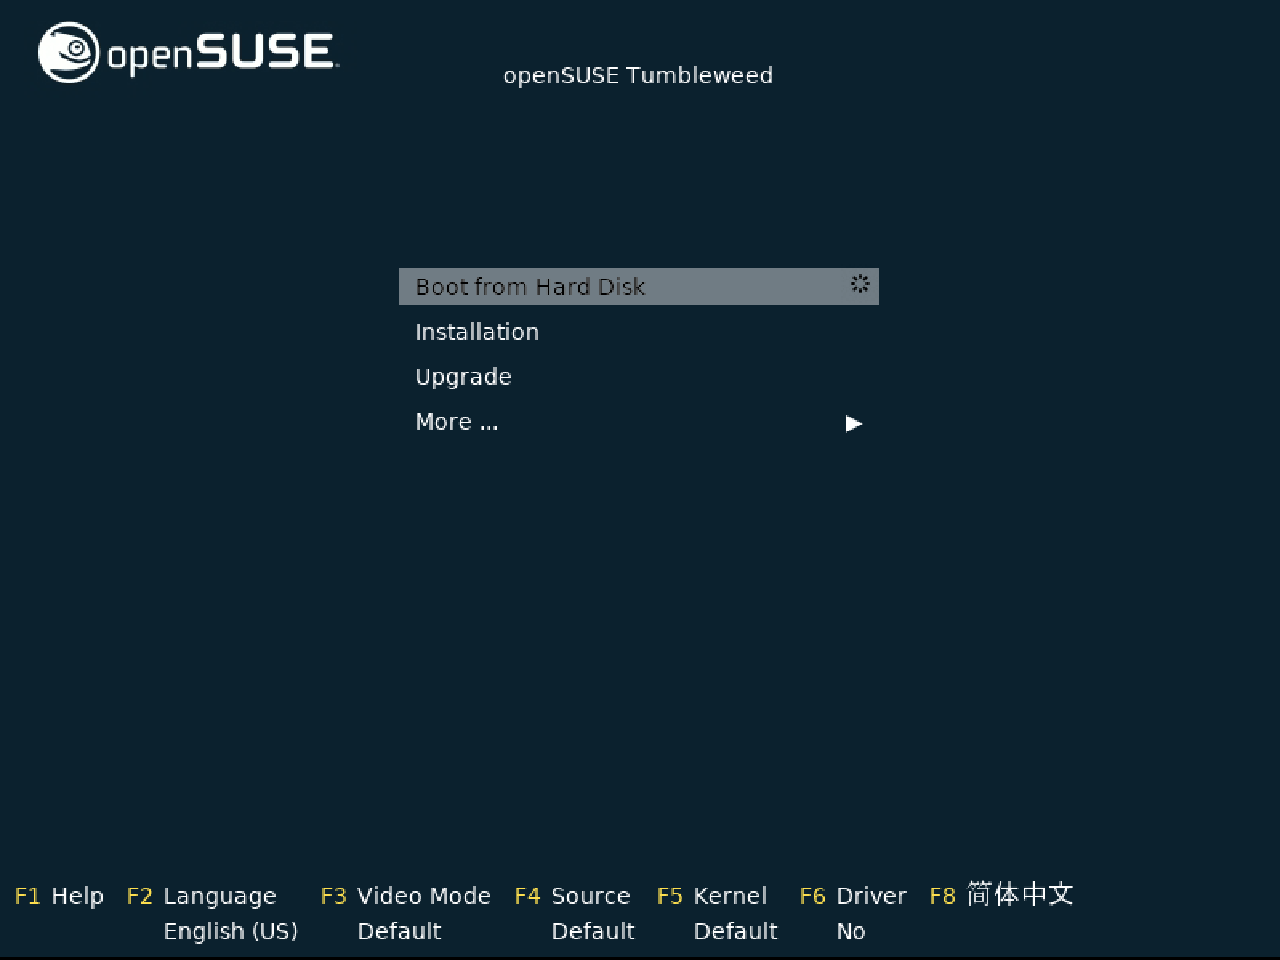 openSUSE
openSUSE Tumbleweed
Boot from Hard Disk
Installation
Upgrade
More ...
F1 Help F2 Language F3 Video Mode F4 Source F5 Kernel F6 Driver F8 简体中文
English (US) Default Default Default No